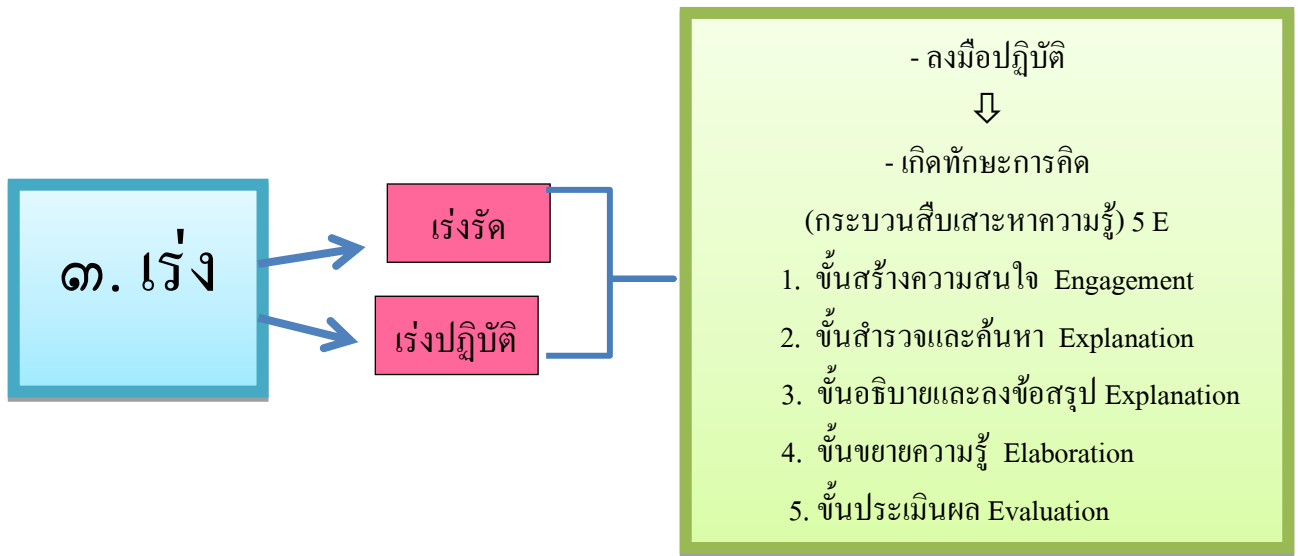 ๓. เร่ง
เร่งรัด
เร่งปฏิบัติ
- ลงมือปฏิบัติ
- เกิดทักษะการคิด
(กระบวนสืบเสาะหาความรู้) 5 E
1. ขั้นสร้างความสนใจ Engagement
2. ขั้นสำรวจและค้นหา Explanation
3. ขั้นอธิบายและลงข้อสรุป Explanation
4. ขั้นขยายความรู้ Elaboration
5. ขั้นประเมินผล Evaluation